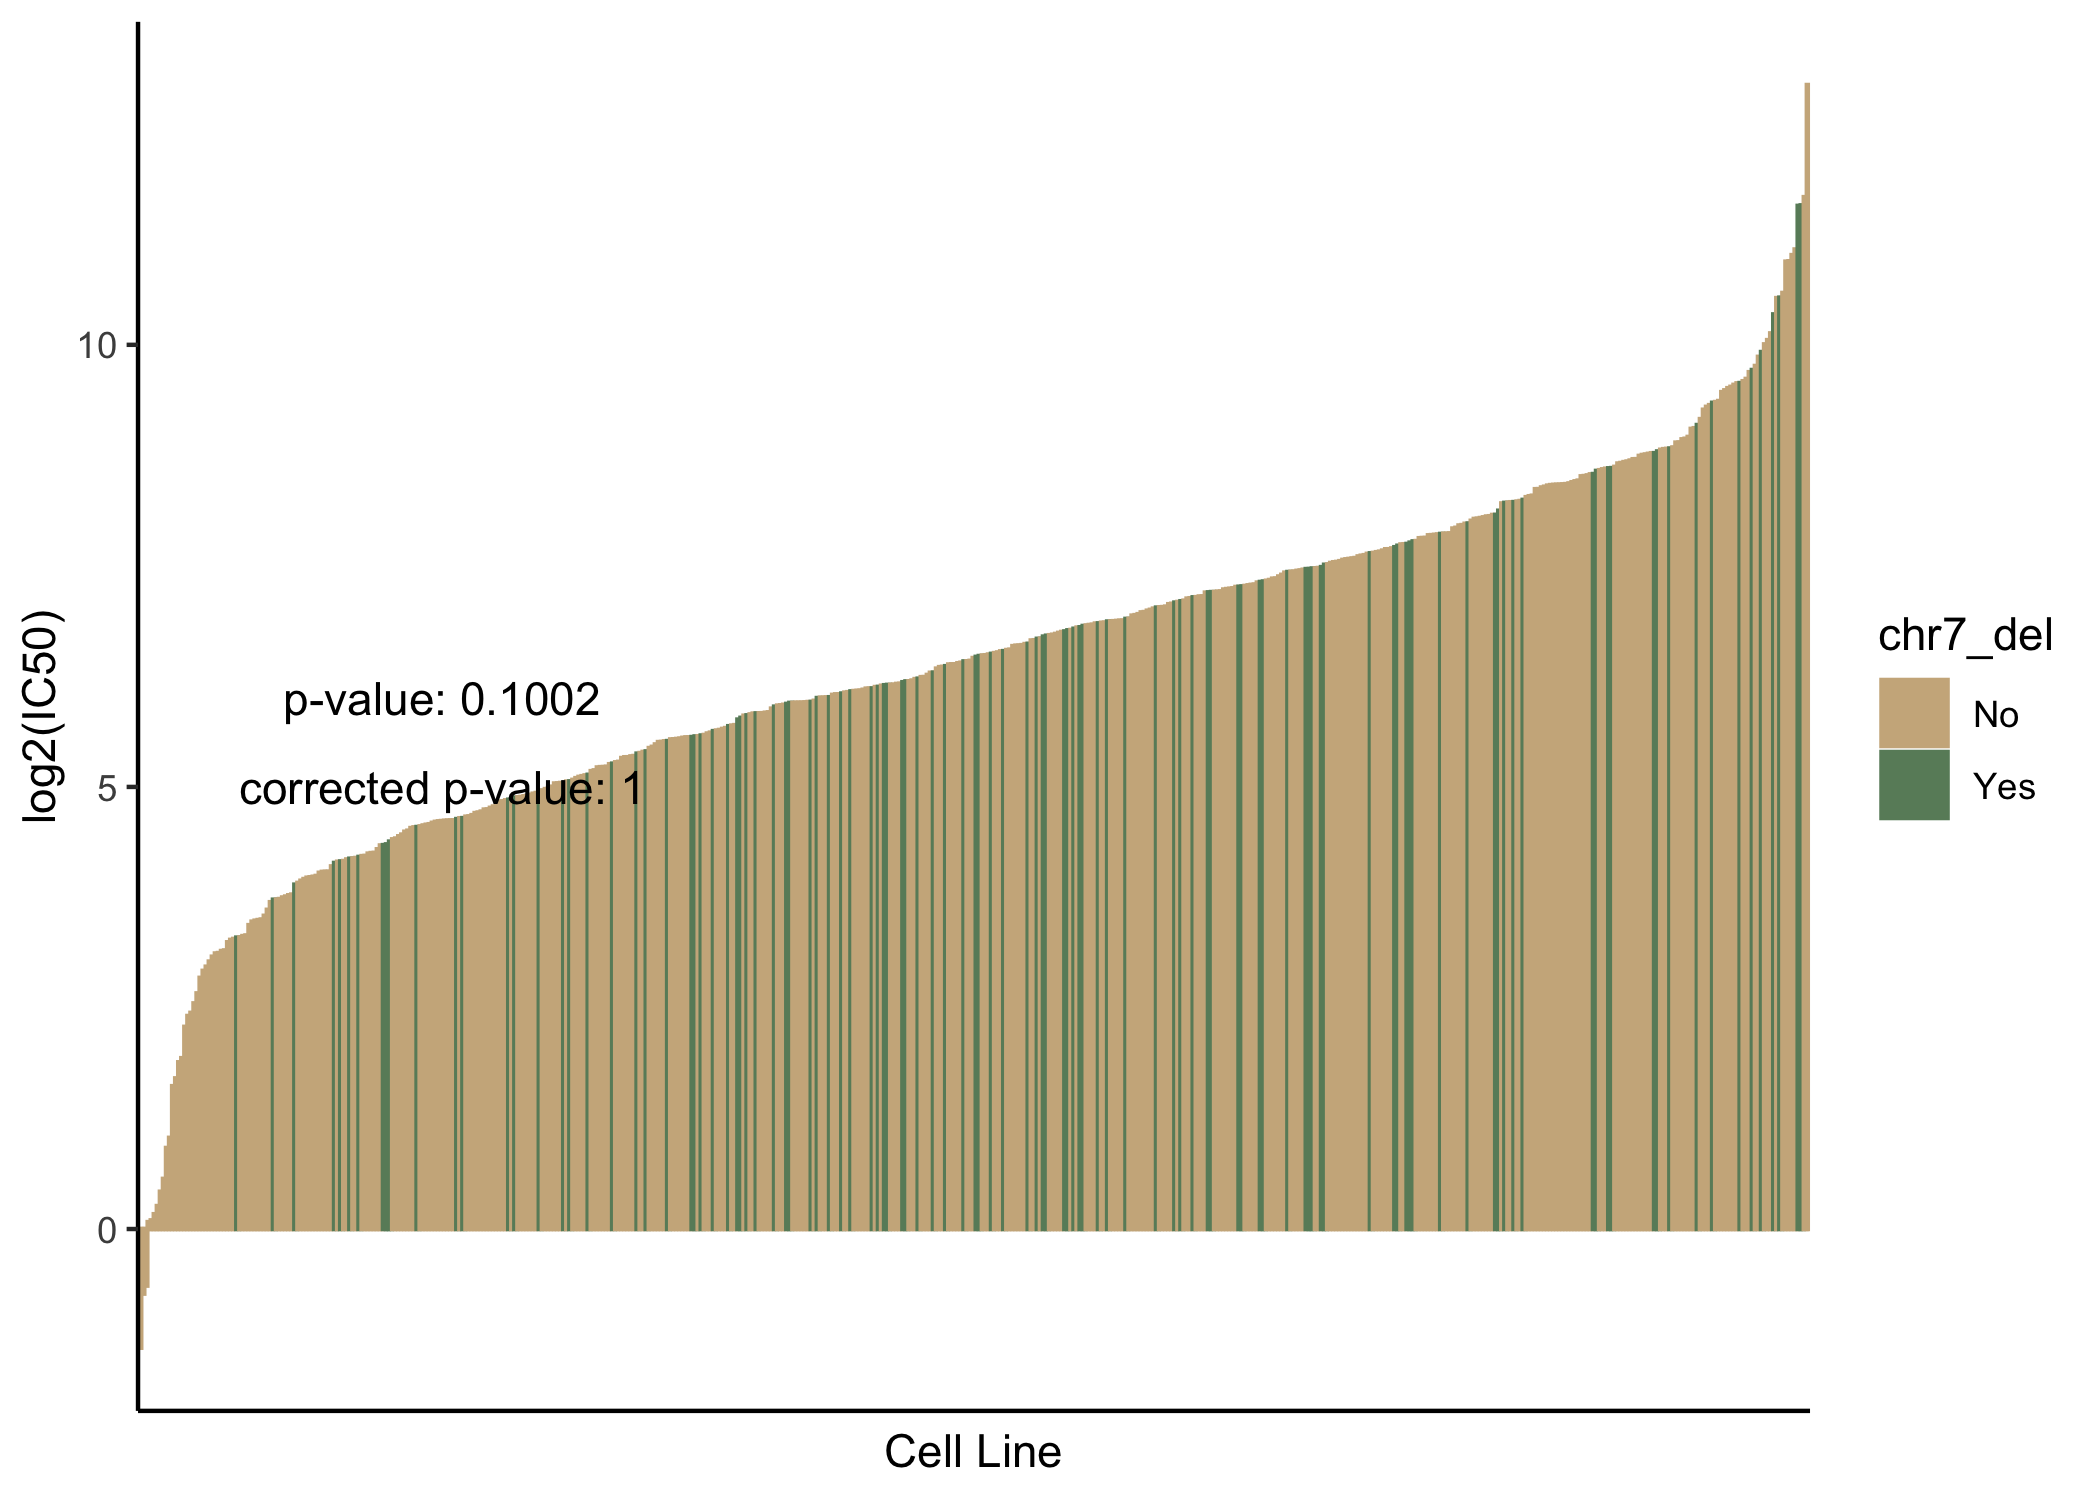 10
5
0
log2(IC50)
p-value: 0.1002
corrected p-value: 1
Cell Line
chr7_del
No
Yes